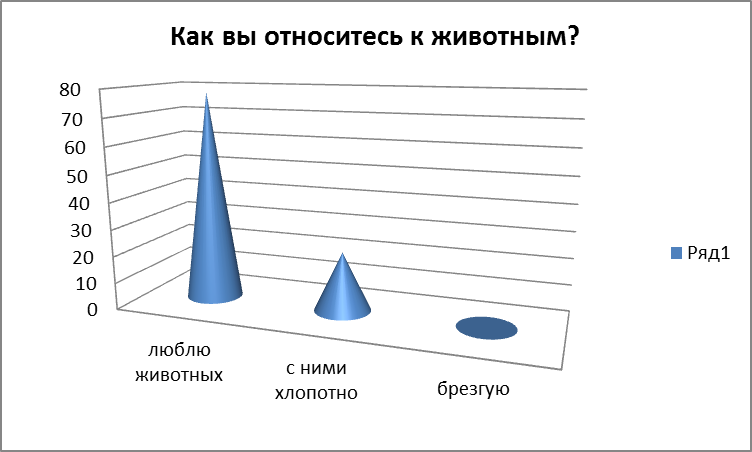 Как вы относитесь к животным?
80
70
60
50
40
30
20
10
0
люблю
животных
с ними
хлопотно
брезгую
Ряд1